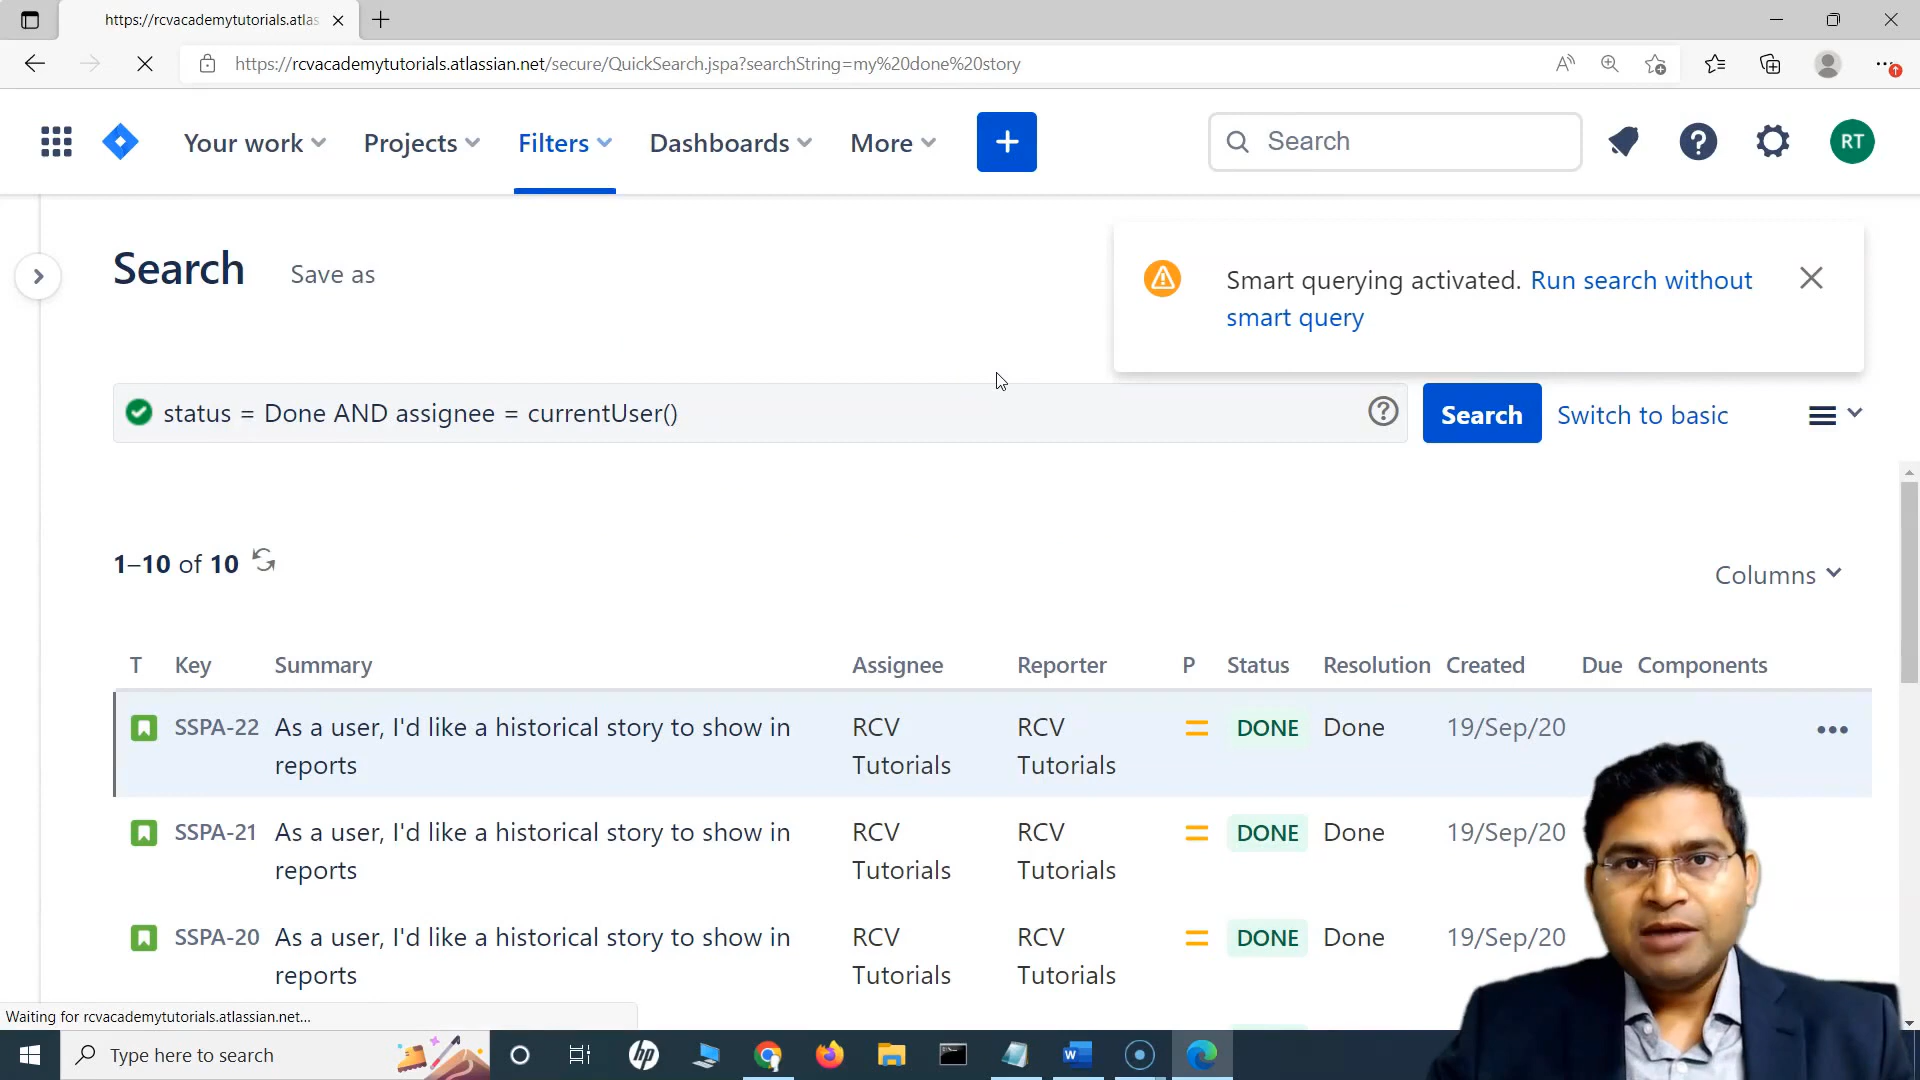 https://rcvacademytutorials.atlas
https://rcvacademytutorials.atlassian.net/secure/QuickSearch.jspa?searchString=my%20done%20story
Your work Projects Filters Dashboards More + Search RT
Search Save as
Smart querying activated. Run search without
smart query
status = Done AND assignee = currentUser()
Search Switch to basic
1–10 of 10
Columns
T Key Summary Assignee Reporter P Status Resolution Created Due Components
SSPA-22 As a user, I'd like a historical story to show in RCV RCV DONE Done 19/Sep/20
reports Tutorials Tutorials
SSPA-21 As a user, I'd like a historical story to show in RCV RCV DONE Done 19/Sep/20
reports Tutorials Tutorials
SSPA-20 As a user, I'd like a historical story to show in RCV RCV DONE Done 19/Sep/20
reports Tutorials Tutorials
Waiting for rcvacademytutorials.atlassian.net...
Type here to search
hp
W